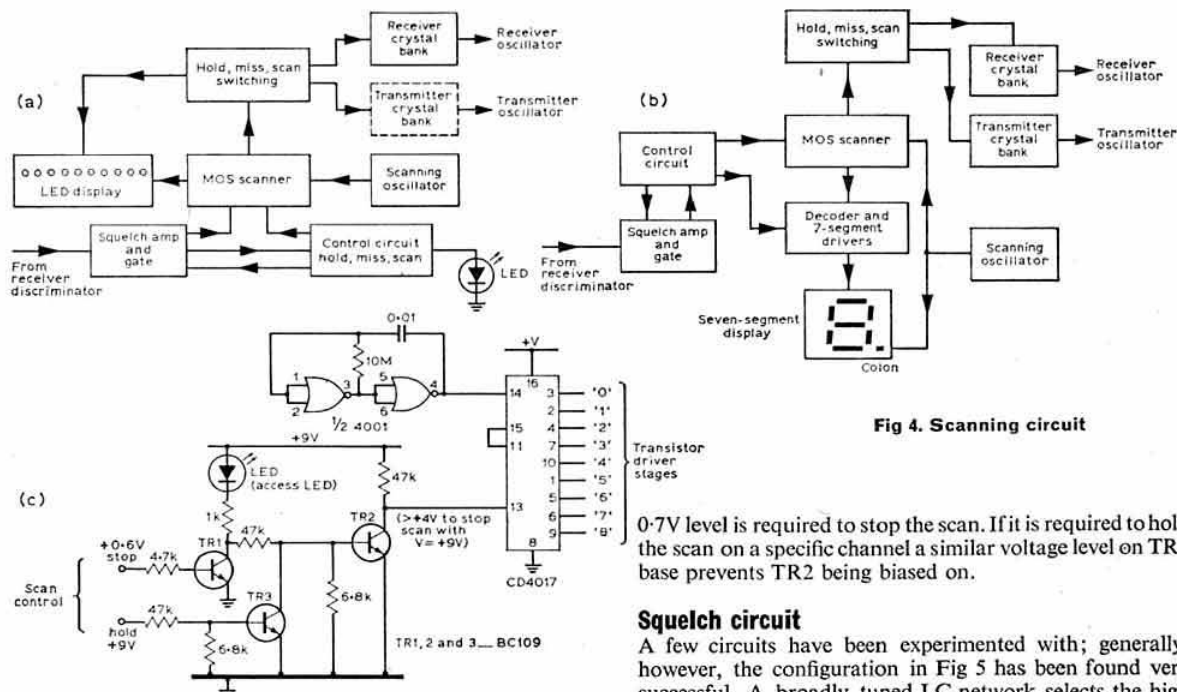 (a)
Hold, miss, scan
switching
Receiver
crystal
bank
Receiver
oscillator
Transmitter
crystal
bank
Transmitter
oscillator
LED display
MOS scanner
Scanning
oscillator
Squelch amp
and
gate
Control circuit
hold, miss, scan
From
receiver
discriminator
LED
(b)
Hold, miss, scan
switching
Receiver
crystal
bank
Receiver
oscillator
Transmitter
crystal
bank
Transmitter
oscillator
Control
circuit
MOS scanner
Squelch amp
and
gate
Decoder and
7-segment
drivers
Scanning
oscillator
From
receiver
discriminator
Seven-segment
display
Colon
Fig 4. Scanning circuit
(c)
0·01
10M
1
2
3
5
6
4
½ 4001
+V
16
14
15
11
13
8
3
2
4
7
10
1
5
6
9
'0'
'1'
'2'
'3'
'4'
'5'
'6'
'7'
'8'
Transistor
driver
stages
CD4017
+9V
LED
(access LED)
1k
47k
47k
TR2
(>+4V to stop
scan with
V=+9V)
TR1
+0·6V
stop
4·7k
Scan
control
47k
TR3
6·8k
hold
+9V
6·8k
TR1, 2 and 3__ BC109
0·7V level is required to stop the scan. If it is required to hol
the scan on a specific channel a similar voltage level on TR
base prevents TR2 being biased on.
Squelch circuit
A few circuits have been experimented with; generally
however, the configuration in Fig 5 has been found ver
successful. A broadly tuned LC network selects the hig